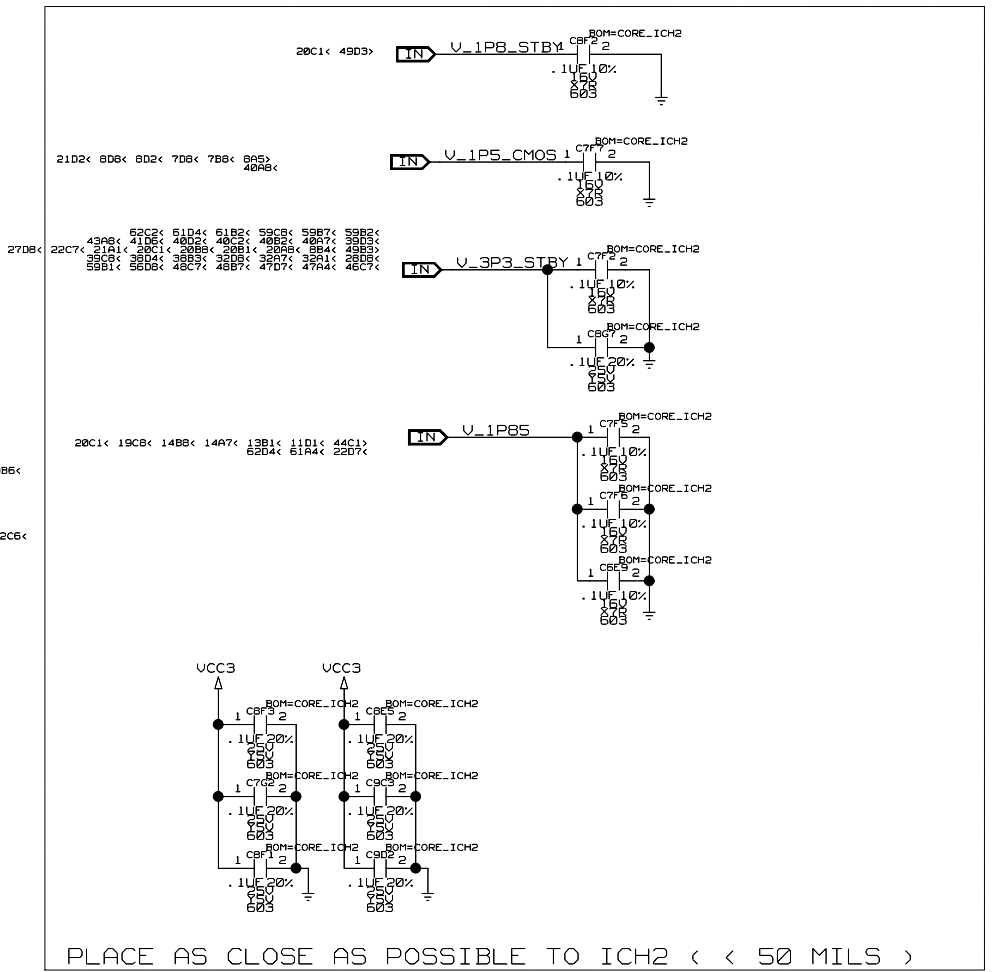 BOM=CORE_ICH2
20C1< 49D3> IN V_1P8_STBY 1 C8F2 2
.1UF 10%
16V
X7R
603
BOM=CORE_ICH2
21D2< 8D8< 8D2< 7D8< 7B8< 8A5> IN V_1P5_CMOS 1 C7F7 2
40A8<
.1UF 10%
16V
X7R
603
62C2< 61D4< 61B2< 59C8< 59B7< 59B2<
43A8< 41D6< 40D2< 40C2< 40B2< 40A7< 39D3<
27D8< 22C7< 21A1< 20C1< 20B8< 20B1< 20A8< 8B4< 49B3>
39C8< 38D4< 38B3< 32D8< 32A7< 32A1< 28D8<
59B1< 56D8< 48C7< 48B7< 47D7< 47A4< 46C7<
BOM=CORE_ICH2
IN V_3P3_STBY 1 C7F2 2
.1UF 10%
16V
X7R
603
BOM=CORE_ICH2
1 C8G7 2
.1UF 20%
25V
Y5V
603
BOM=CORE_ICH2
20C1< 19C8< 14B8< 14A7< 13B1< 11D1< 44C1>
62D4< 61A4< 22D7<
IN V_1P85 1 C7F5 2
.1UF 10%
16V
X7R
603
B6<
BOM=CORE_ICH2
1 C7F6 2
.1UF 10%
16V
X7R
603
2C6<
BOM=CORE_ICH2
1 C6E9 2
.1UF 10%
16V
X7R
603
VCC3 VCC3
BOM=CORE_ICH2 BOM=CORE_ICH2
1 C8F3 2 1 C8E5 2
.1UF 20% .1UF 20%
25V 25V
Y5V Y5V
603 603
BOM=CORE_ICH2 BOM=CORE_ICH2
1 C7G2 2 1 C9C3 2
.1UF 20% .1UF 20%
25V 25V
Y5V Y5V
603 603
BOM=CORE_ICH2 BOM=CORE_ICH2
1 C8F1 2 1 C9D2 2
.1UF 20% .1UF 20%
25V 25V
Y5V Y5V
603 603
PLACE AS CLOSE AS POSSIBLE TO ICH2 ( < 50 MILS )